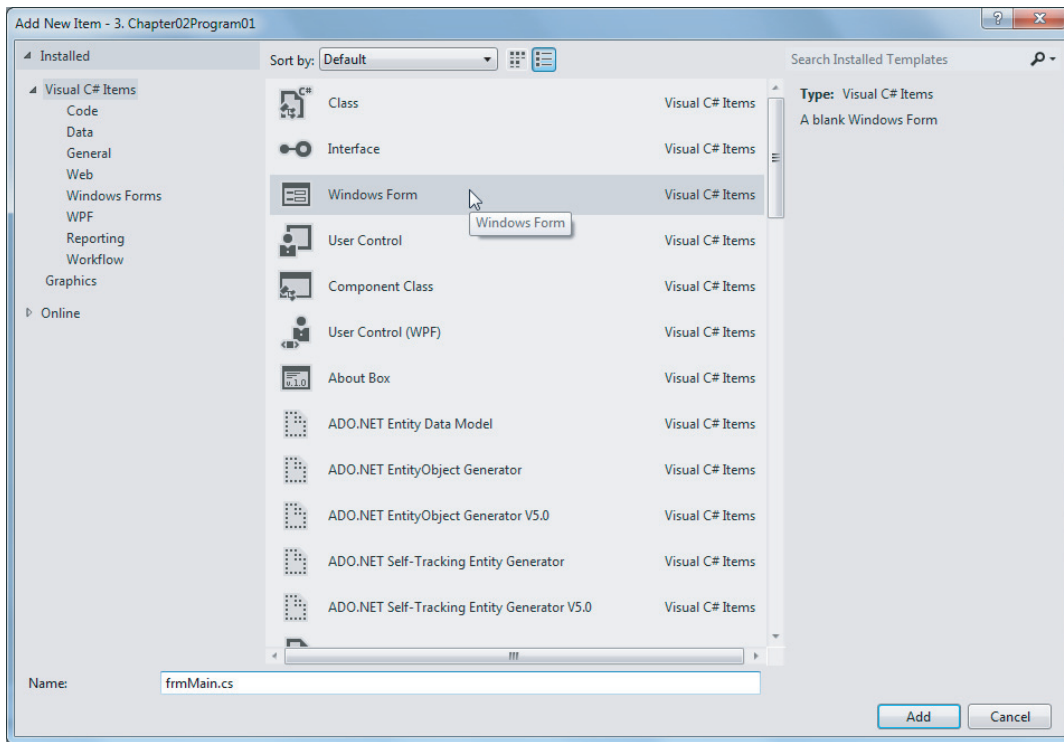 Add New Item - 3. Chapter02Program01
Installed
Visual C# Items
Code
Data
General
Web
Windows Forms
WPF
Reporting
Workflow
Graphics
Online
Sort by: Default
C#
Class Visual C# Items
Interface Visual C# Items
Windows Form Visual C# Items
Windows Form
User Control Visual C# Items
Component Class Visual C# Items
User Control (WPF) Visual C# Items
v.1.0
About Box Visual C# Items
ADO.NET Entity Data Model Visual C# Items
ADO.NET EntityObject Generator Visual C# Items
ADO.NET EntityObject Generator V5.0 Visual C# Items
ADO.NET Self-Tracking Entity Generator Visual C# Items
ADO.NET Self-Tracking Entity Generator V5.0 Visual C# Items
Search Installed Templates
Type: Visual C# Items
A blank Windows Form
Name: frmMain.cs
Add Cancel